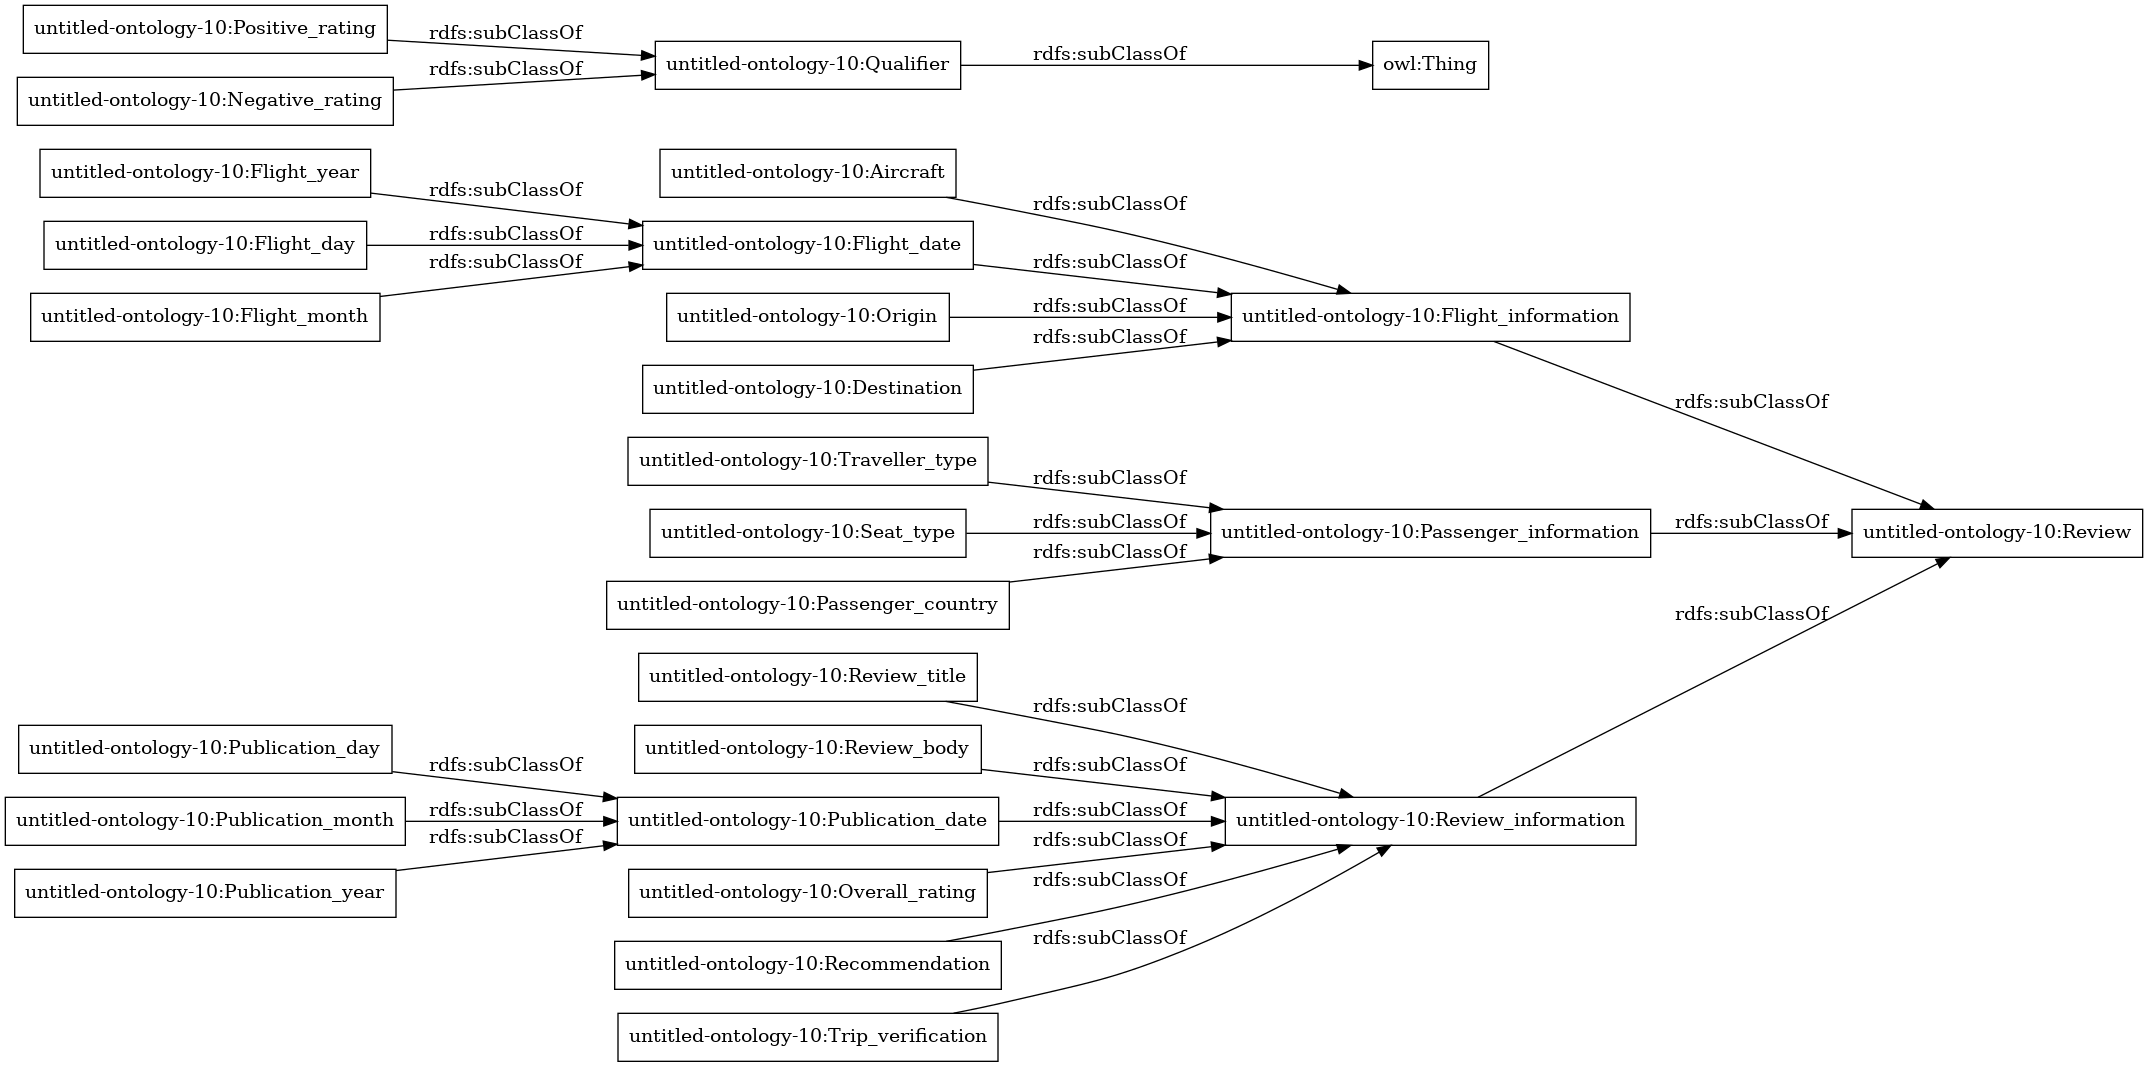 untitled-ontology-10:Positive_rating
rdfs:subClassOf
untitled-ontology-10:Negative_rating
rdfs:subClassOf
untitled-ontology-10:Qualifier
rdfs:subClassOf
owl:Thing
untitled-ontology-10:Flight_year
rdfs:subClassOf
untitled-ontology-10:Flight_day
rdfs:subClassOf
untitled-ontology-10:Flight_month
rdfs:subClassOf
untitled-ontology-10:Aircraft
rdfs:subClassOf
untitled-ontology-10:Flight_date
rdfs:subClassOf
untitled-ontology-10:Origin
rdfs:subClassOf
untitled-ontology-10:Destination
rdfs:subClassOf
untitled-ontology-10:Flight_information
rdfs:subClassOf
untitled-ontology-10:Traveller_type
rdfs:subClassOf
untitled-ontology-10:Seat_type
rdfs:subClassOf
untitled-ontology-10:Passenger_country
rdfs:subClassOf
untitled-ontology-10:Passenger_information
rdfs:subClassOf
untitled-ontology-10:Review
untitled-ontology-10:Publication_day
rdfs:subClassOf
untitled-ontology-10:Publication_month
rdfs:subClassOf
untitled-ontology-10:Publication_year
rdfs:subClassOf
untitled-ontology-10:Review_title
rdfs:subClassOf
untitled-ontology-10:Review_body
rdfs:subClassOf
untitled-ontology-10:Publication_date
rdfs:subClassOf
untitled-ontology-10:Overall_rating
rdfs:subClassOf
untitled-ontology-10:Recommendation
rdfs:subClassOf
untitled-ontology-10:Trip_verification
rdfs:subClassOf
untitled-ontology-10:Review_information
rdfs:subClassOf